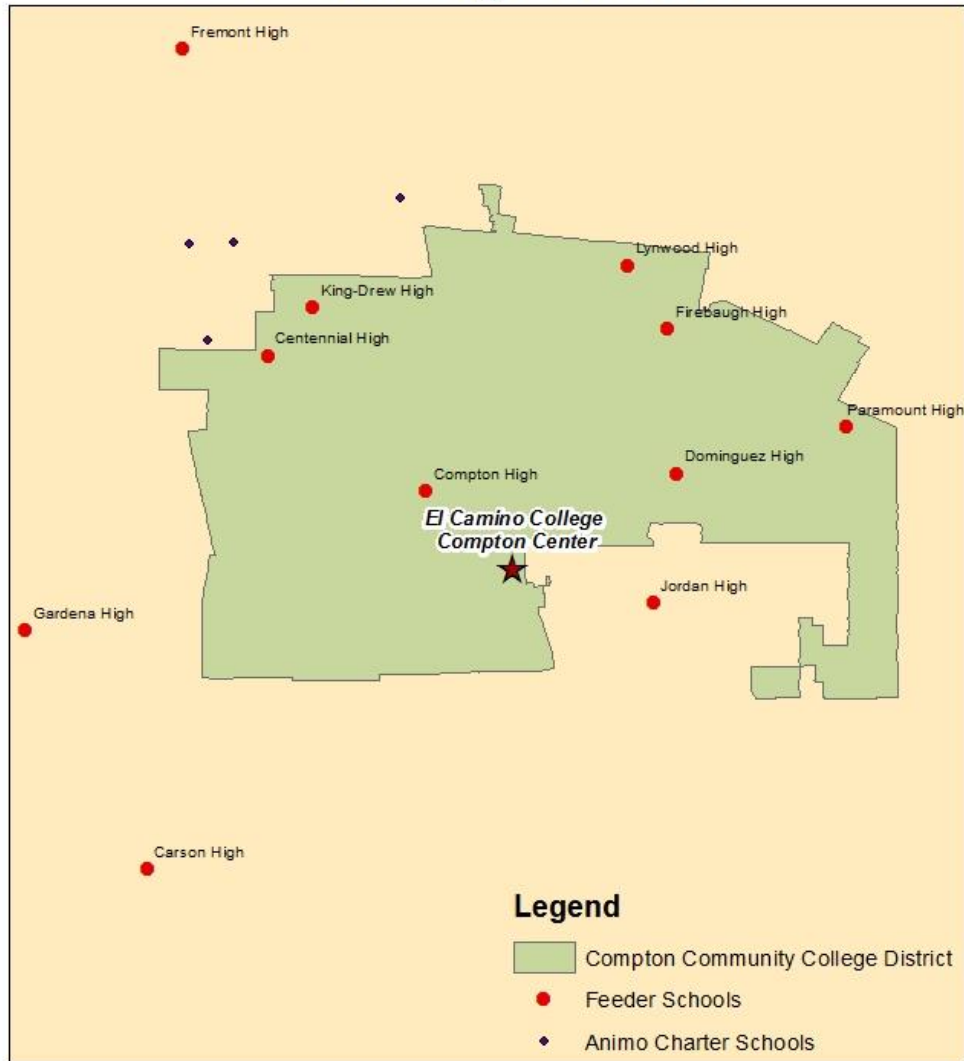 Fremont High
Lynwood High
King-Drew High
Firebaugh High
Centennial High
Paramount High
Dominguez High
Compton High
El Camino College
Compton Center
Jordan High
Gardena High
Carson High
Legend
Compton Community College District
Feeder Schools
Animo Charter Schools